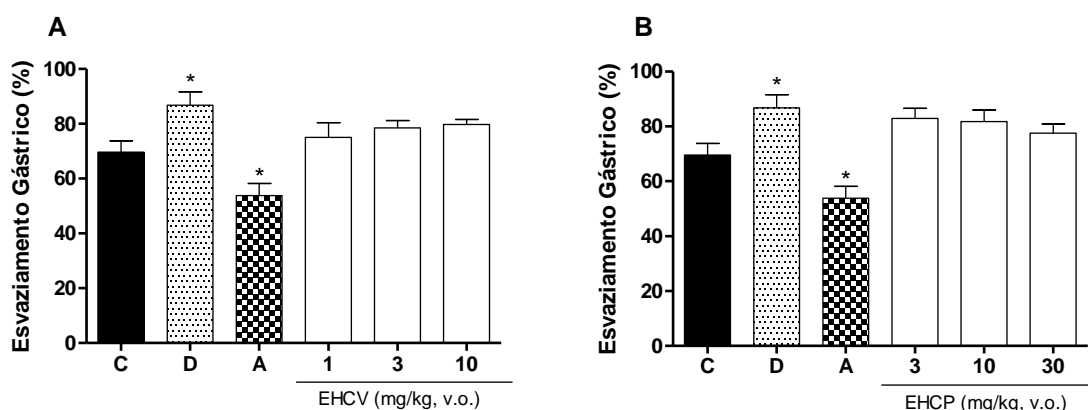 A
Esvaziamento Gástrico (%)
100
80
60
40
20
0
*
*
C D A 1 3 10
EHCV (mg/kg, v.o.)
B
Esvaziamento Gástrico (%)
100
80
60
40
20
0
*
*
C D A 3 10 30
EHCP (mg/kg, v.o.)